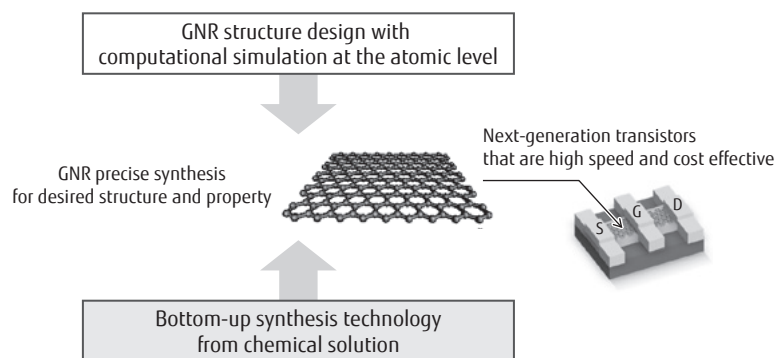 GNR structure design with
computational simulation at the atomic level
Next-generation transistors
that are high speed and cost effective
GNR precise synthesis
for desired structure and property
S
G
D
Bottom-up synthesis technology
from chemical solution